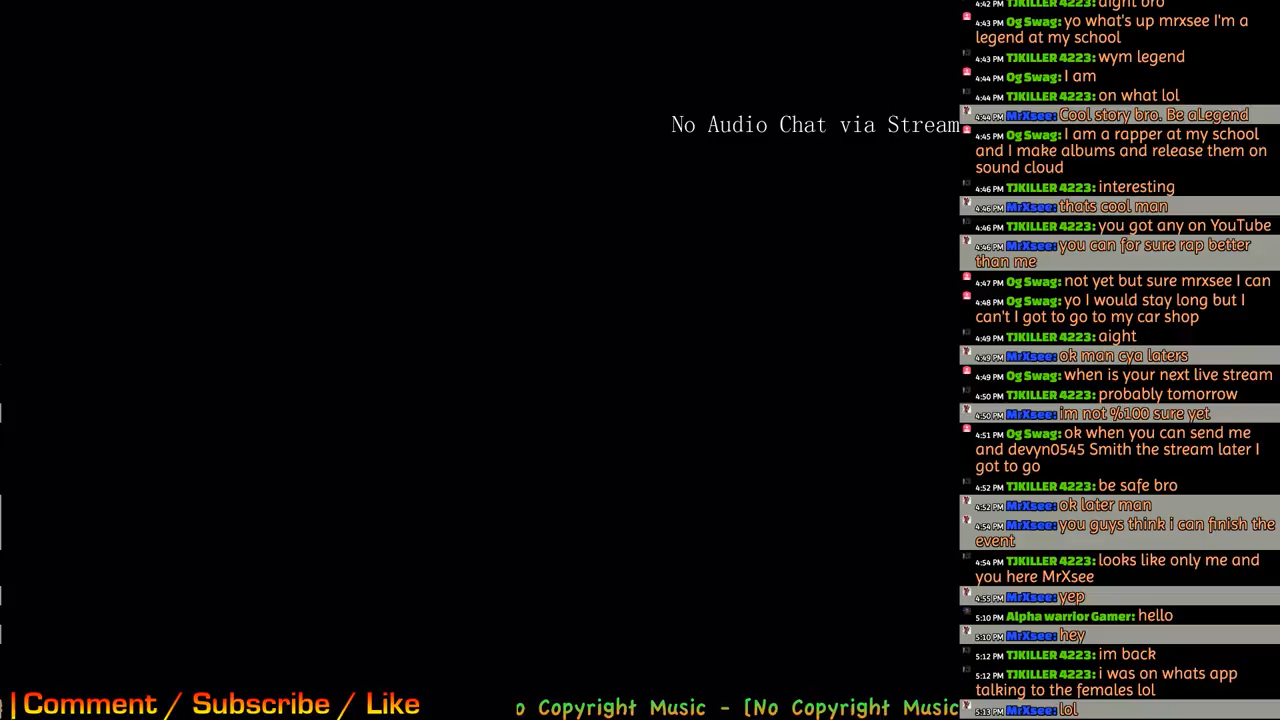 4:42 PM TJKILLER 4223: aight bro
4:43 PM Og Swag: yo what's up mrxsee I'm a
legend at my school
4:43 PM TJKILLER 4223: wym legend
4:44 PM Og Swag: I am
4:44 PM TJKILLER 4223: on what lol
4:44 PM MrXsee: Cool story bro. Be aLegend
No Audio Chat via Stream
4:45 PM Og Swag: I am a rapper at my school
and I make albums and release them on
sound cloud
4:46 PM TJKILLER 4223: interesting
4:46 PM MrXsee: thats cool man
4:46 PM TJKILLER 4223: you got any on YouTube
4:46 PM MrXsee: you can for sure rap better
than me
4:47 PM Og Swag: not yet but sure mrxsee I can
4:48 PM Og Swag: yo I would stay long but I
can't I got to go to my car shop
4:49 PM TJKILLER 4223: aight
4:49 PM MrXsee: ok man cya laters
4:49 PM Og Swag: when is your next live stream
4:50 PM TJKILLER 4223: probably tomorrow
4:50 PM MrXsee: im not %100 sure yet
4:51 PM Og Swag: ok when you can send me
and devyn0545 Smith the stream later I
got to go
4:52 PM TJKILLER 4223: be safe bro
4:52 PM MrXsee: ok later man
4:54 PM MrXsee: you guys think i can finish the
event
4:54 PM TJKILLER 4223: looks like only me and
you here MrXsee
4:55 PM MrXsee: yep
5:10 PM Alpha warrior Gamer: hello
5:10 PM MrXsee: hey
5:12 PM TJKILLER 4223: im back
5:12 PM TJKILLER 4223: i was on whats app
talking to the females lol
5:13 PM MrXsee: lol
|Comment / Subscribe / Like
o Copyright Music - [No Copyright Music